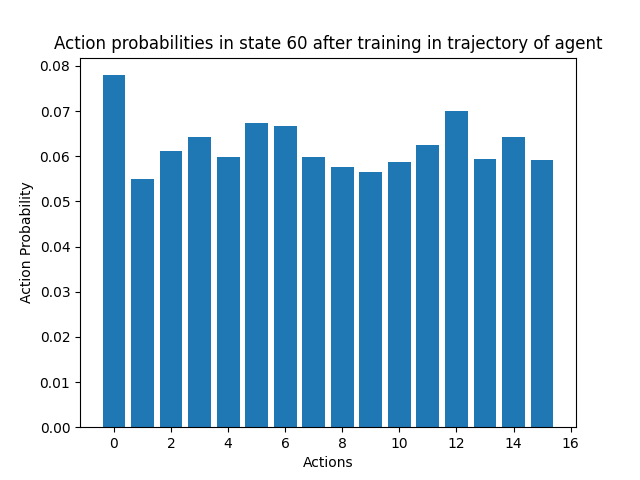 Action probabilities in state 60 after training in trajectory of agent
0.08
0.07
0.06
0.05
0.04
0.03
0.02
0.01
0.00
Action Probability
0 2 4 6 8 10 12 14 16
Actions